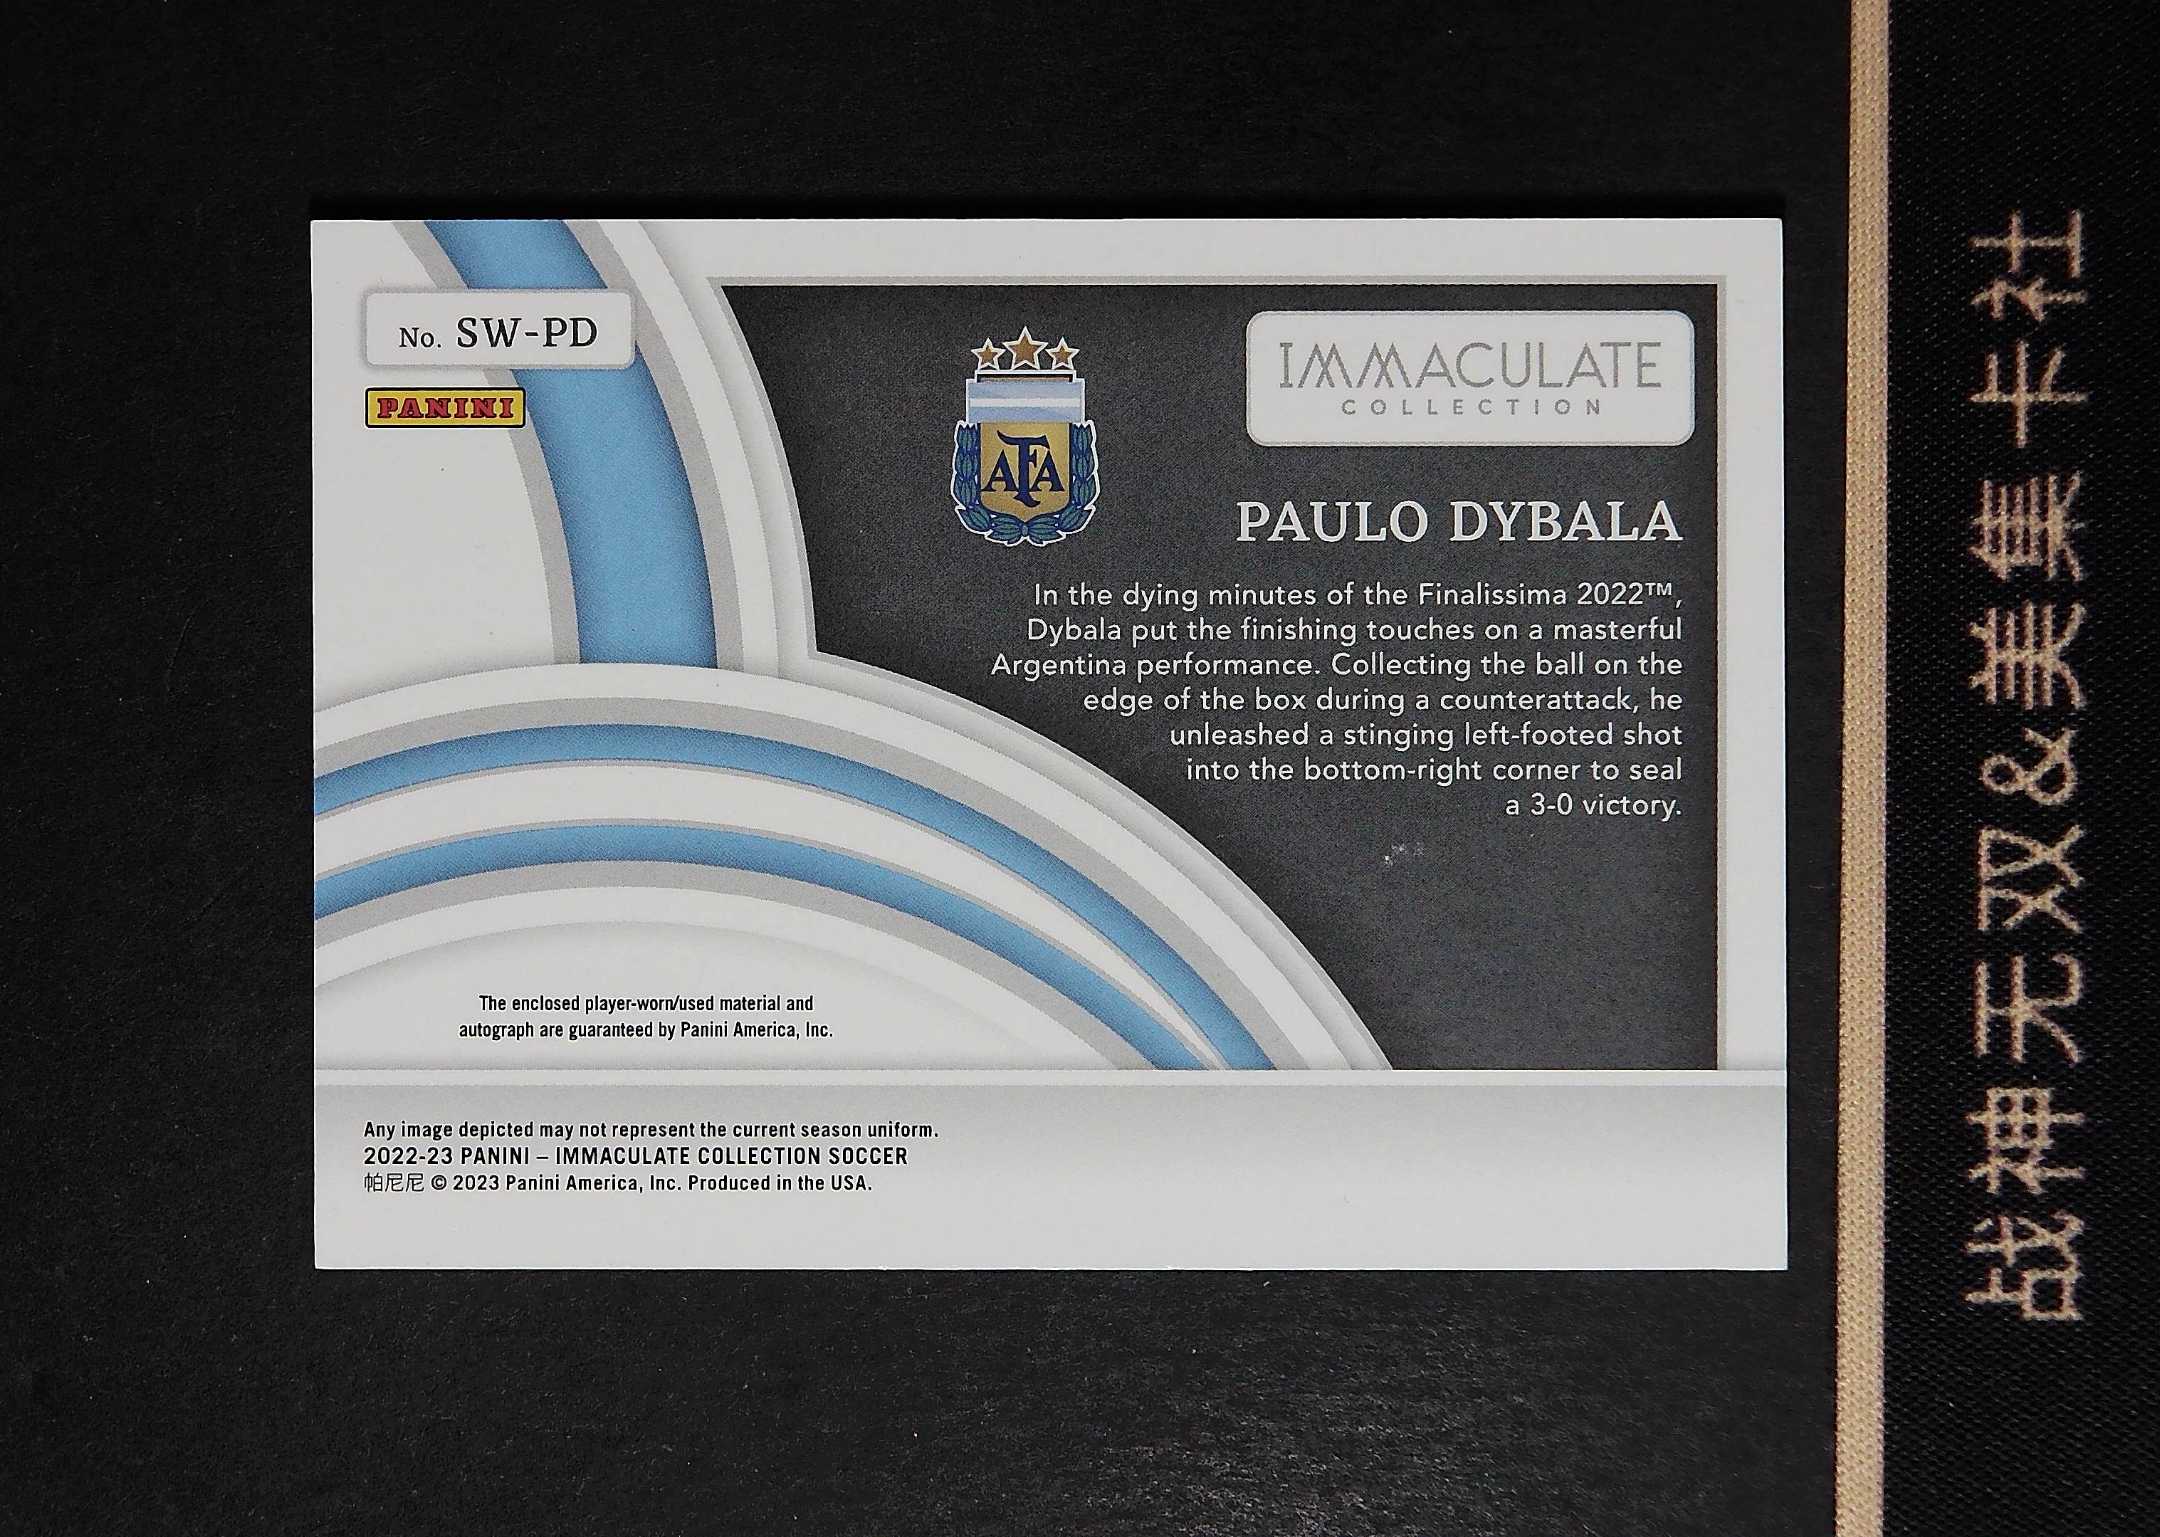 No. SW-PD
PANINI
AFA
IMMACULATE
COLLECTION
PAULO DYBALA
In the dying minutes of the Finalissima 2022™,
Dybala put the finishing touches on a masterful
Argentina performance. Collecting the ball on the
edge of the box during a counterattack, he
unleashed a stinging left-footed shot
into the bottom-right corner to seal
a 3-0 victory.
The enclosed player-worn/used material and
autograph are guaranteed by Panini America, Inc.
Any image depicted may not represent the current season uniform.
2022-23 PANINI – IMMACULATE COLLECTION SOCCER
帕尼尼 © 2023 Panini America, Inc. Produced in the USA.
战神无双&美集卡社